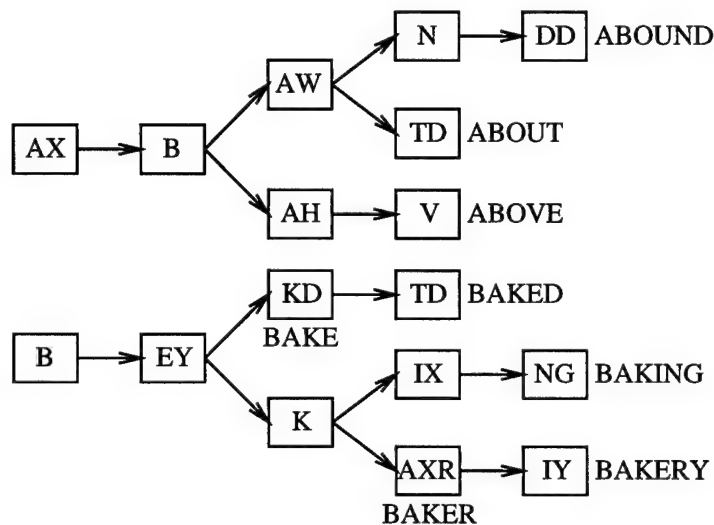 N DD ABOUND
AW
AX B TD ABOUT
AH V ABOVE
KD TD BAKED
BAKE
B EY IX NG BAKING
K
AXR IY BAKERY
BAKER